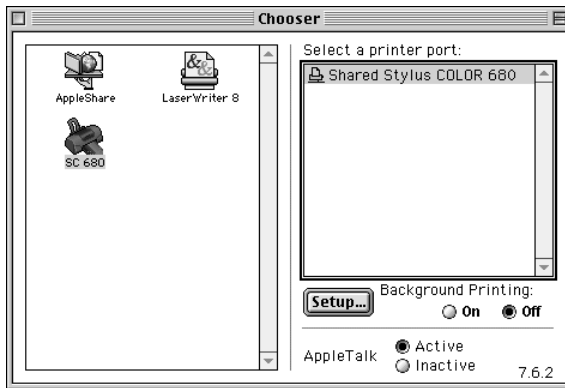 Chooser
Select a printer port:
Shared Stylus COLOR 680
&&
AppleShare
LaserWriter 8
SC 680
Setup...
Background Printing:
On
Off
AppleTalk
Active
Inactive
7.6.2